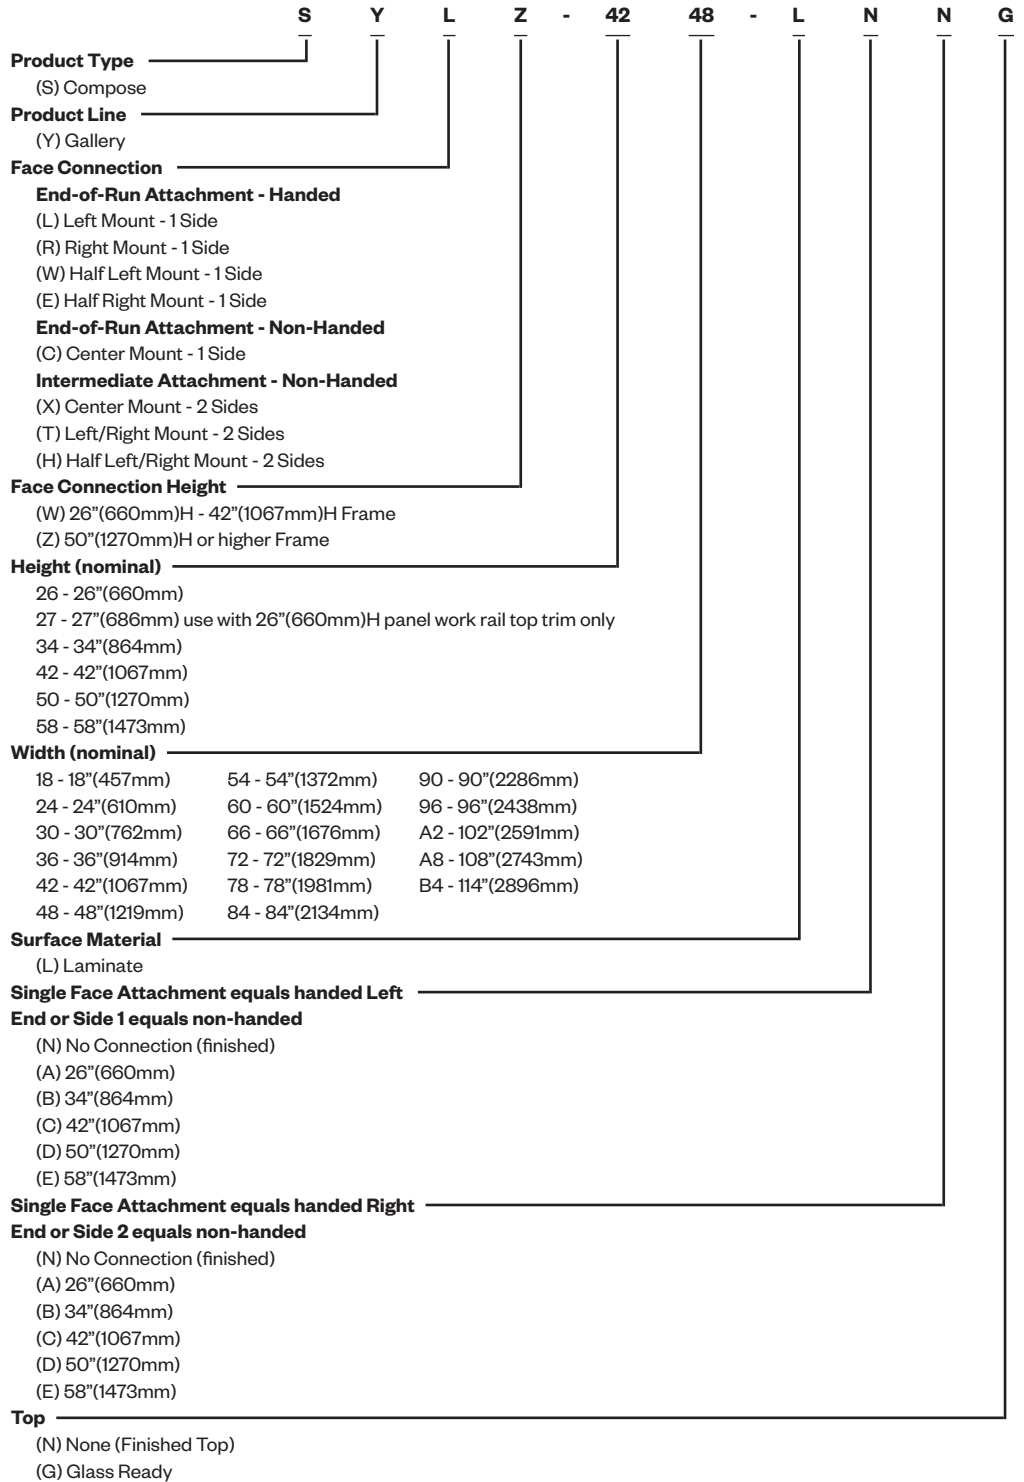 S Y L Z - 42 48 - L N N G
Product Type
(S) Compose
Product Line
(Y) Gallery
Face Connection
End-of-Run Attachment - Handed
(L) Left Mount - 1 Side
(R) Right Mount - 1 Side
(W) Half Left Mount - 1 Side
(E) Half Right Mount - 1 Side
End-of-Run Attachment - Non-Handed
(C) Center Mount - 1 Side
Intermediate Attachment - Non-Handed
(X) Center Mount - 2 Sides
(T) Left/Right Mount - 2 Sides
(H) Half Left/Right Mount - 2 Sides
Face Connection Height
(W) 26”(660mm)H - 42”(1067mm)H Frame
(Z) 50”(1270mm)H or higher Frame
Height (nominal)
26 - 26”(660mm)
27 - 27”(686mm) use with 26”(660mm)H panel work rail top trim only
34 - 34”(864mm)
42 - 42”(1067mm)
50 - 50”(1270mm)
58 - 58”(1473mm)
Width (nominal)
18 - 18”(457mm) 54 - 54”(1372mm) 90 - 90”(2286mm)
24 - 24”(610mm) 60 - 60”(1524mm) 96 - 96”(2438mm)
30 - 30”(762mm) 66 - 66”(1676mm) A2 - 102”(2591mm)
36 - 36”(914mm) 72 - 72”(1829mm) A8 - 108”(2743mm)
42 - 42”(1067mm) 78 - 78”(1981mm) B4 - 114”(2896mm)
48 - 48”(1219mm) 84 - 84”(2134mm)
Surface Material
(L) Laminate
Single Face Attachment equals handed Left
End or Side 1 equals non-handed
(N) No Connection (finished)
(A) 26”(660mm)
(B) 34”(864mm)
(C) 42”(1067mm)
(D) 50”(1270mm)
(E) 58”(1473mm)
Single Face Attachment equals handed Right
End or Side 2 equals non-handed
(N) No Connection (finished)
(A) 26”(660mm)
(B) 34”(864mm)
(C) 42”(1067mm)
(D) 50”(1270mm)
(E) 58”(1473mm)
Top
(N) None (Finished Top)
(G) Glass Ready